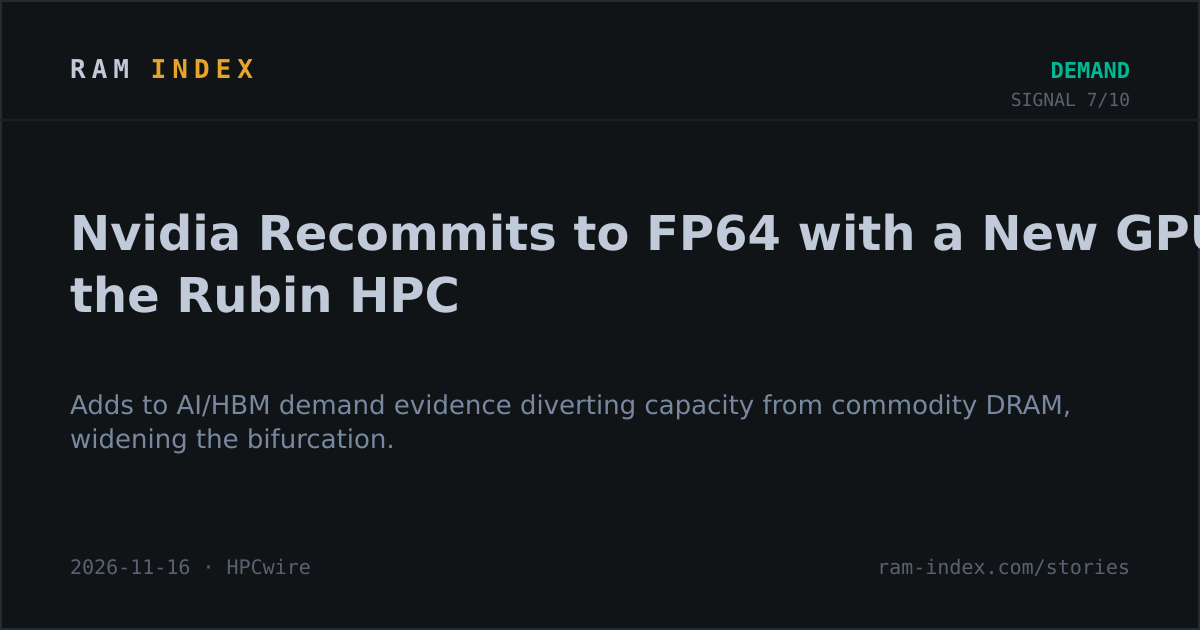 RAM INDEX
DEMAND
SIGNAL 7/10
Nvidia Recommits to FP64 with a New GPU
the Rubin HPC
Adds to AI/HBM demand evidence diverting capacity from commodity DRAM,
widening the bifurcation.
2026-11-16 · HPCwire
ram-index.com/stories